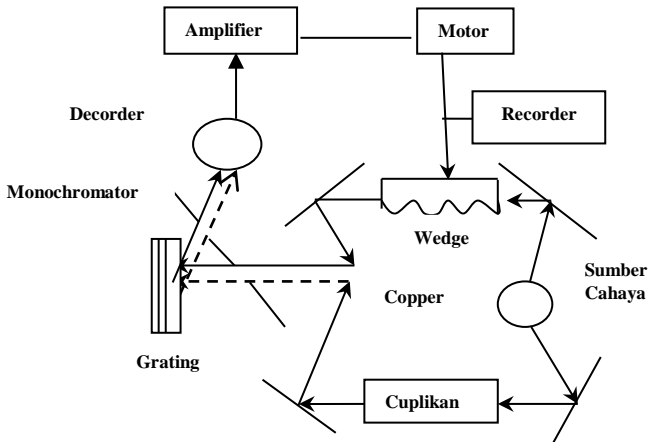 Amplifier
Motor
Decorder
Recorder
Monochromator
Wedge
Sumber
Cahaya
Copper
Grating
Cuplikan